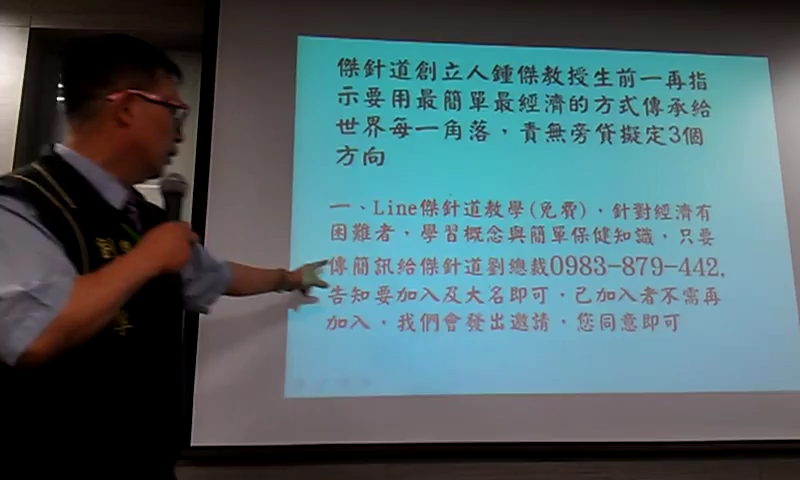 傑針道創立人鍾傑教授生前一再指
示要用最簡單最經濟的方式傳承給
世界每一角落，責無旁貸擬定3個
方向
一、Line傑針道教學(免費)，針對經濟有
困難者，學習概念與簡單保健知識，只要
傳簡訊給傑針道劉總裁0983-879-442,
告知要加入及大名即可，已加入者不需再
加入，我們會發出邀請，您同意即可